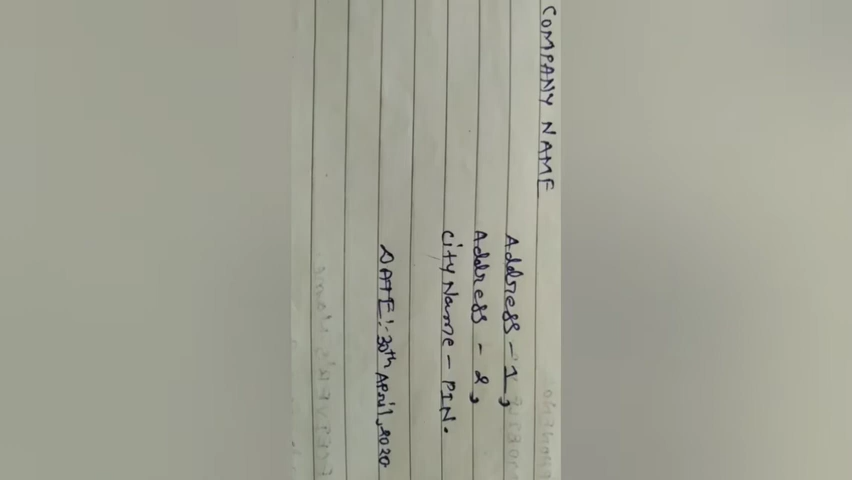 COMPANY NAME
Address - 1,
Address - 2,
City Name - PIN.
DATE:- 30th April, 2020